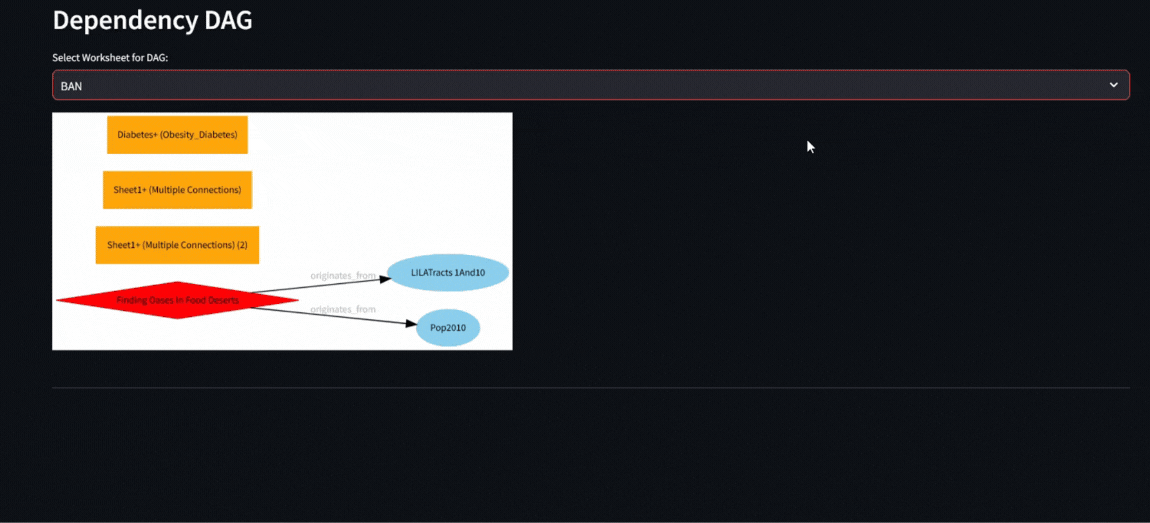 Dependency DAG
Select Worksheet for DAG:
BAN
Diabetes+ (Obesity_Diabetes)
Sheet1+ (Multiple Connections)
Sheet1+ (Multiple Connections) (2)
originates_from
LILATracts 1And10
Finding Oases In Food Deserts
originates_from
Pop2010